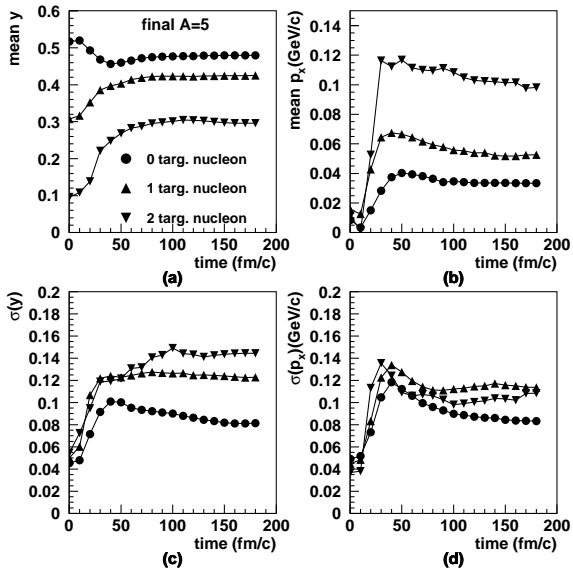 mean y
0.6
0.5
0.4
0.3
0.2
0.1
0
final A=5
0 targ. nucleon
1 targ. nucleon
2 targ. nucleon
0 50 100 150 200
time (fm/c)
(a)
mean pₓ(GeV/c)
0.14
0.12
0.1
0.08
0.06
0.04
0.02
0
0 50 100 150 200
time (fm/c)
(b)
σ(y)
0.2
0.18
0.16
0.14
0.12
0.1
0.08
0.06
0.04
0.02
0
0 50 100 150 200
time (fm/c)
(c)
σ(pₓ)(GeV/c)
0.2
0.18
0.16
0.14
0.12
0.1
0.08
0.06
0.04
0.02
0
0 50 100 150 200
time (fm/c)
(d)